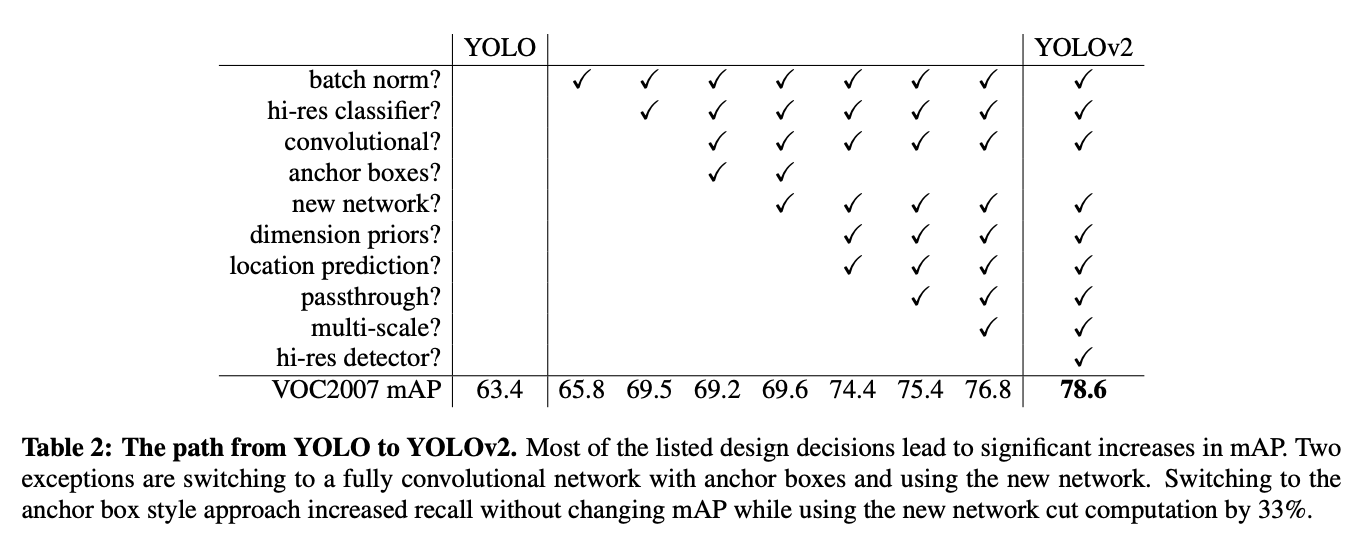 YOLO YOLOv2
batch norm? ✓ ✓ ✓ ✓ ✓ ✓ ✓ ✓
hi-res classifier? ✓ ✓ ✓ ✓ ✓ ✓ ✓
convolutional? ✓ ✓ ✓ ✓ ✓ ✓
anchor boxes? ✓ ✓
new network? ✓ ✓ ✓ ✓ ✓
dimension priors? ✓ ✓ ✓ ✓
location prediction? ✓ ✓ ✓ ✓
passthrough? ✓ ✓ ✓
multi-scale? ✓ ✓
hi-res detector? ✓
VOC2007 mAP 63.4 65.8 69.5 69.2 69.6 74.4 75.4 76.8 78.6
Table 2: The path from YOLO to YOLOv2. Most of the listed design decisions lead to significant increases in mAP. Two
exceptions are switching to a fully convolutional network with anchor boxes and using the new network. Switching to the
anchor box style approach increased recall without changing mAP while using the new network cut computation by 33%.